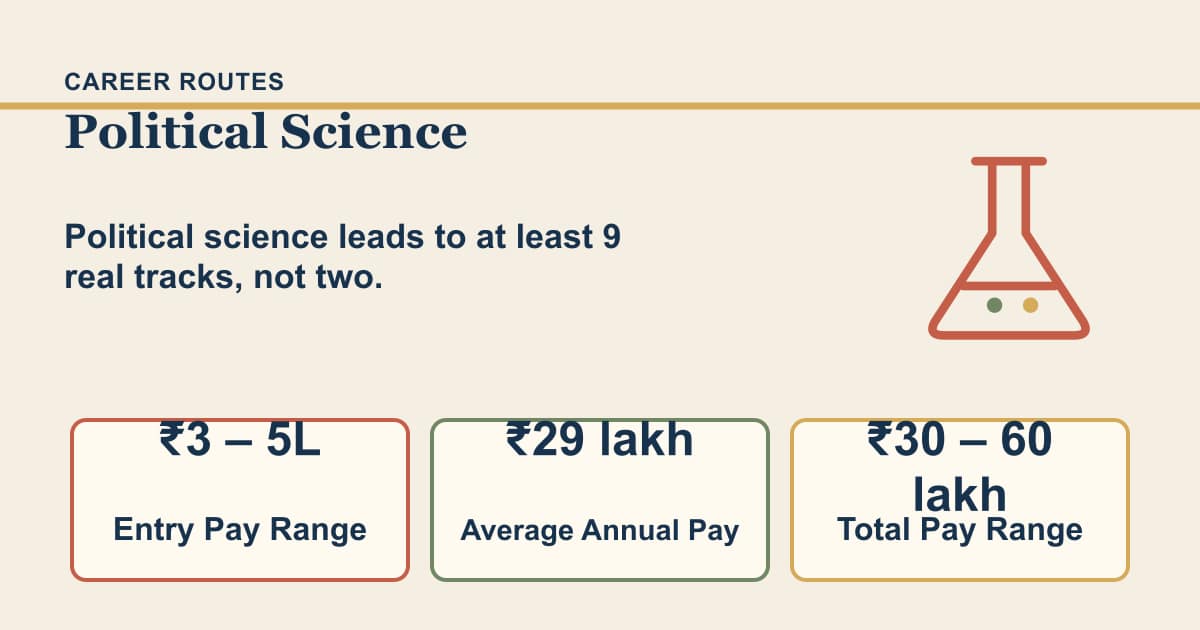 CAREER ROUTES
Political Science
Political science leads to at least 9
real tracks, not two.
₹3 – 5L
Entry Pay Range
₹29 lakh
Average Annual Pay
₹30 – 60
lakh
Total Pay Range